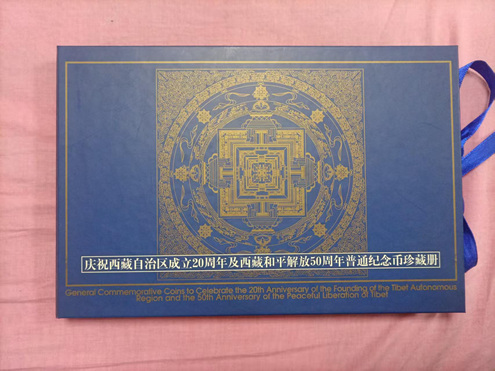 庆祝西藏自治区成立20周年及西藏和平解放50周年普通纪念币珍藏册
General Commemorative Coins to Celebrate the 20th Anniversary of the Founding of the Tibet Autonomous
Region and the 50th Anniversary of the Peaceful Liberation of Tibet